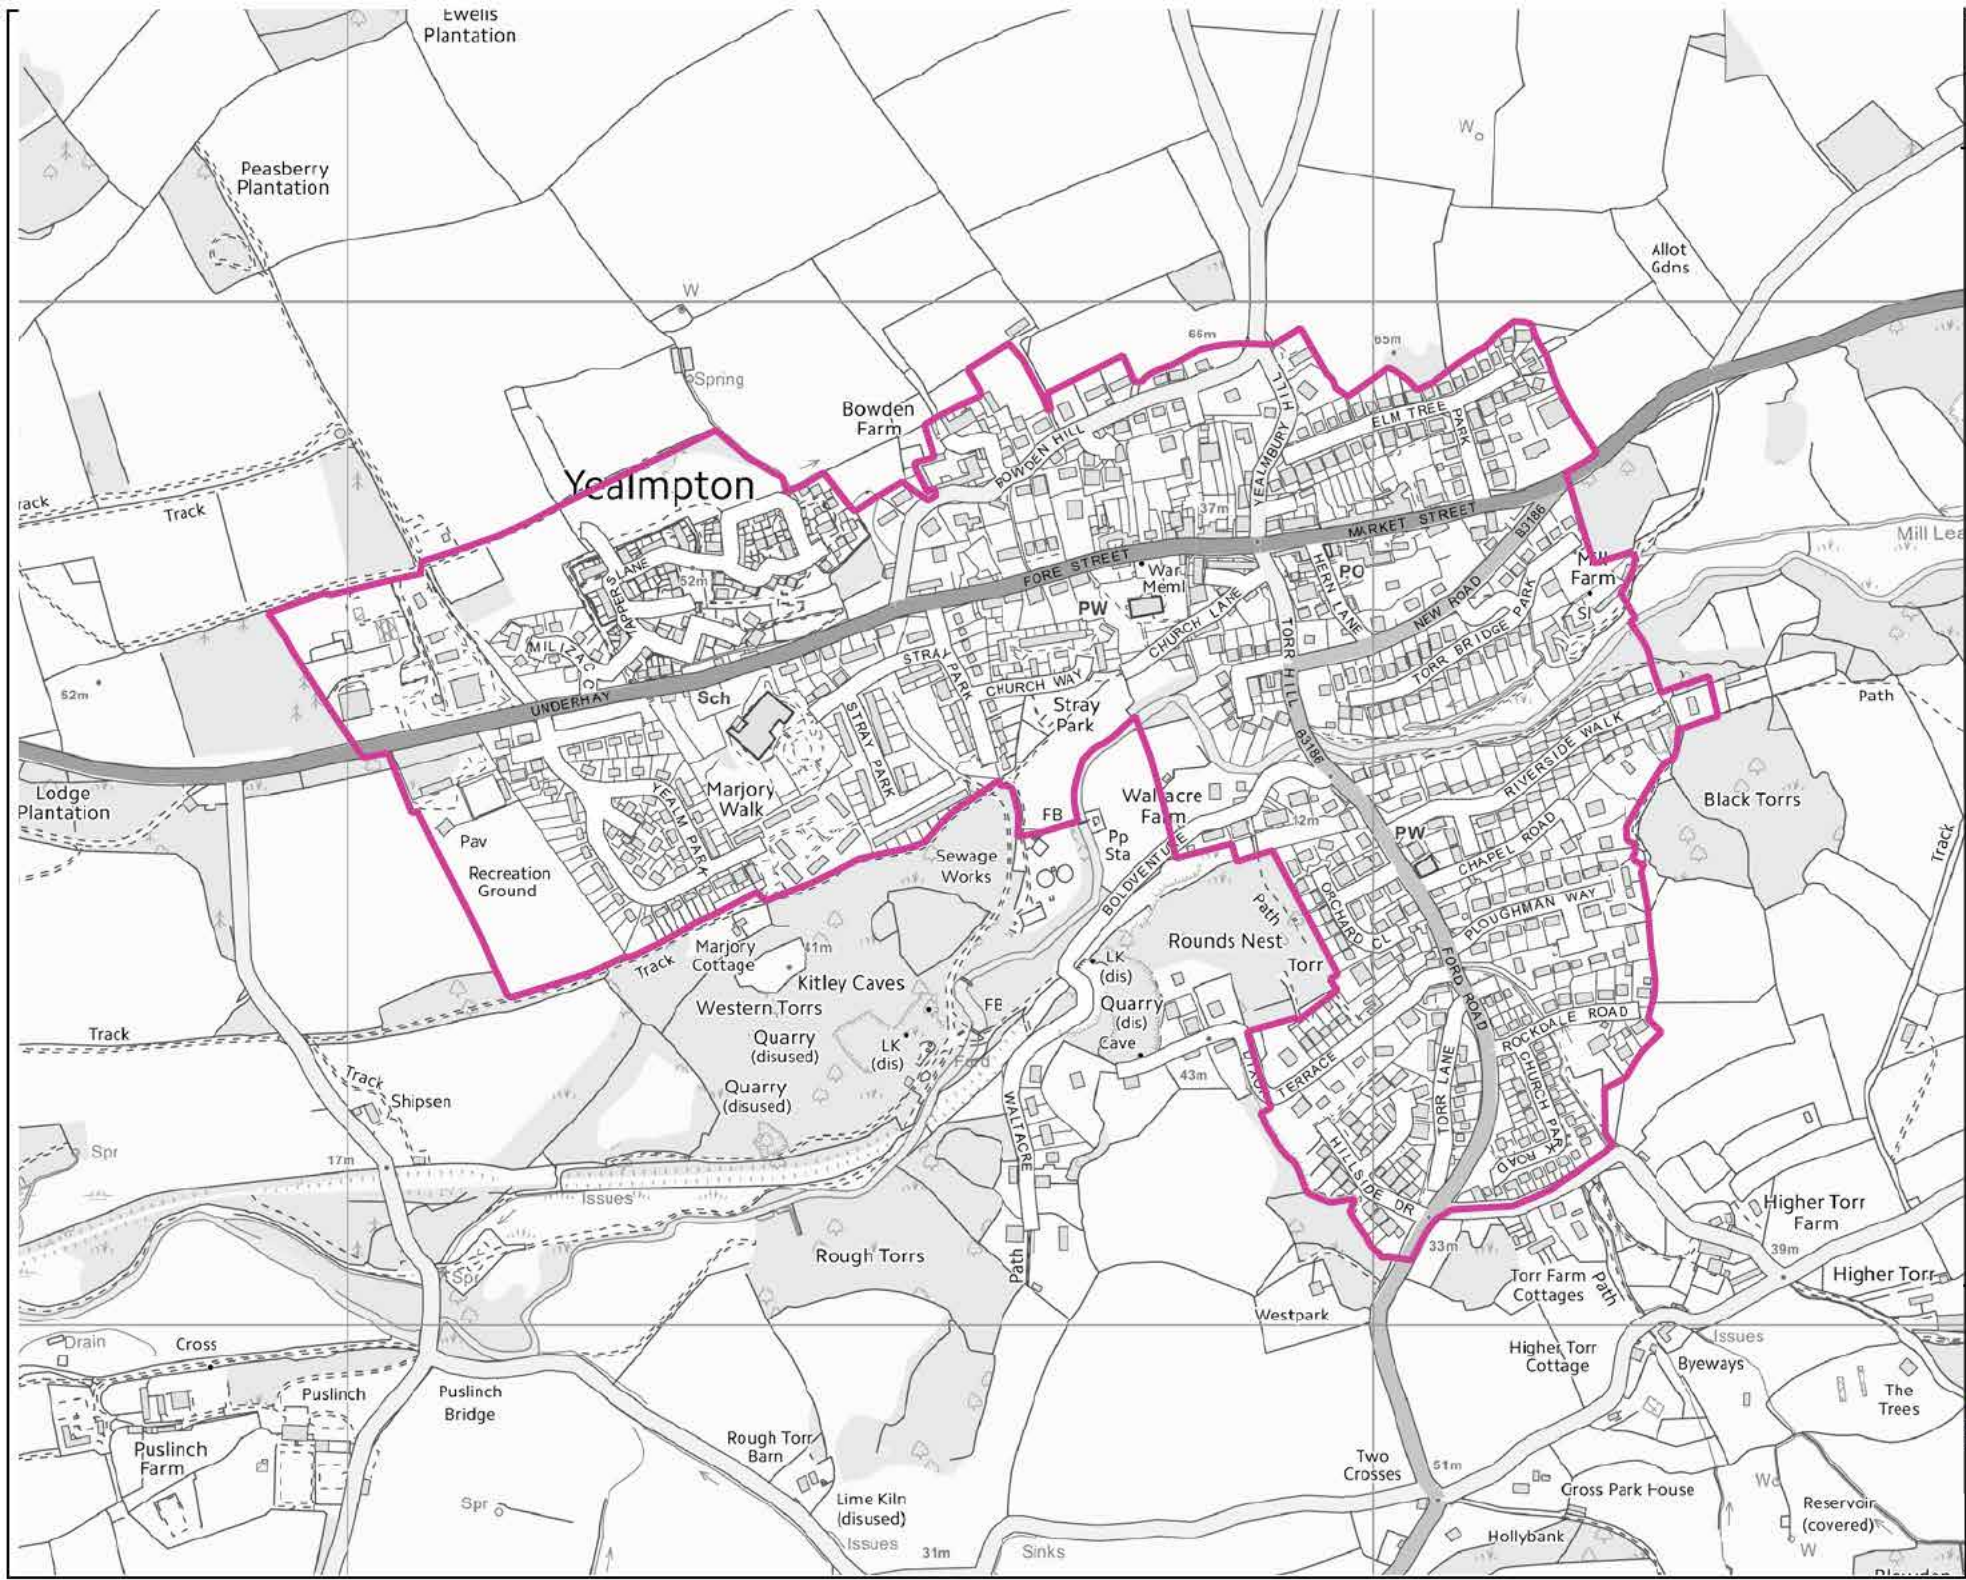 Ewells
Plantation
Peasberry
Plantation
W
Allot
Gdns
W
66m
65m
Spring
Bowden
Farm
Yealmpton
YEALMBURY HILL
ELM TREE
PARK
BOWDEN HILL
Track
Track
37m
MARKET STREET
B3186
Mill Lea
FORE STREET
War
Meml
PO
HERN LANE
Mill
Farm
TAPPERS LANE
52m
PW
CHURCH LANE
NEW ROAD
TORR BRIDGE PARK
Sl
MILIZAC C
STRAY
PARK
TORR HILL
52m
Sch
UNDERHAY
CHURCH WAY
Path
Stray
Park
STRAY PARK
B3186
RIVERSIDE WALK
Lodge
Plantation
YEALM PARK
Marjory
Walk
FB
Waltacre
Farm
12m
Black Torrs
Pav
Pp
Sta
PW
CHAPEL ROAD
Track
Recreation
Ground
Sewage
Works
BOLDVENTURE
Path
ORCHARD CL
PLOUGHMAN WAY
Marjory
Cottage
41m
Track
Rounds Nest
Torr
LK
(dis)
Kitley Caves
Western Torrs
FB
Quarry
(dis)
FORD ROAD
ROCKDALE ROAD
Track
Quarry
(disused)
LK
(dis)
Cave
Ford
43m
TERRACE
TORR LANE
CHURCH PARK
ROAD
Track
Shipsen
Quarry
(disused)
WALTACRE
HILLSIDE DR
Spr
17m
Issues
Higher Torr
Farm
Rough Torrs
Path
33m
39m
Spr
Torr Farm
Cottages
Path
Higher Torr
Westpark
Drain
Cross
Higher Torr
Cottage
Issues
Byeways
Puslinch
Puslinch
Bridge
The
Trees
Puslinch
Farm
Rough Torr
Barn
Two
Crosses
51m
Cross Park House
Spr
Lime Kiln
(disused)
Reservoir
(covered)
Issues
31m
Sinks
Hollybank
W